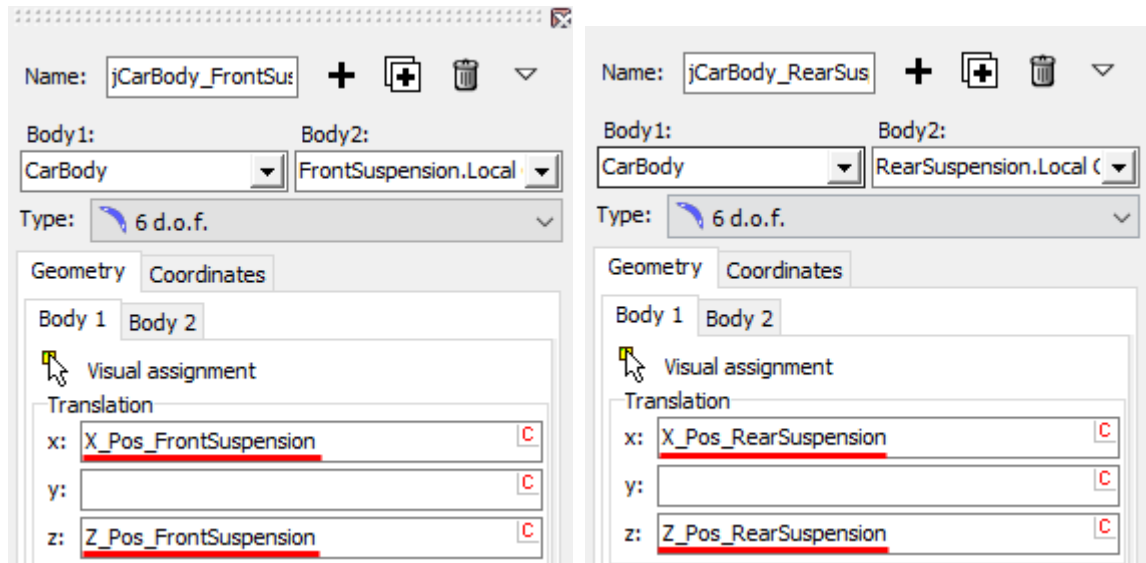 Name: jCarBody_FrontSus
Body1: Body2:
CarBody FrontSuspension.Local
Type: 6 d.o.f.
Geometry Coordinates
Body 1 Body 2
Visual assignment
Translation
x: X_Pos_FrontSuspension C
y: C
z: Z_Pos_FrontSuspension C
Name: jCarBody_RearSus
Body1: Body2:
CarBody RearSuspension.Local (
Type: 6 d.o.f.
Geometry Coordinates
Body 1 Body 2
Visual assignment
Translation
x: X_Pos_RearSuspension C
y: C
z: Z_Pos_RearSuspension C